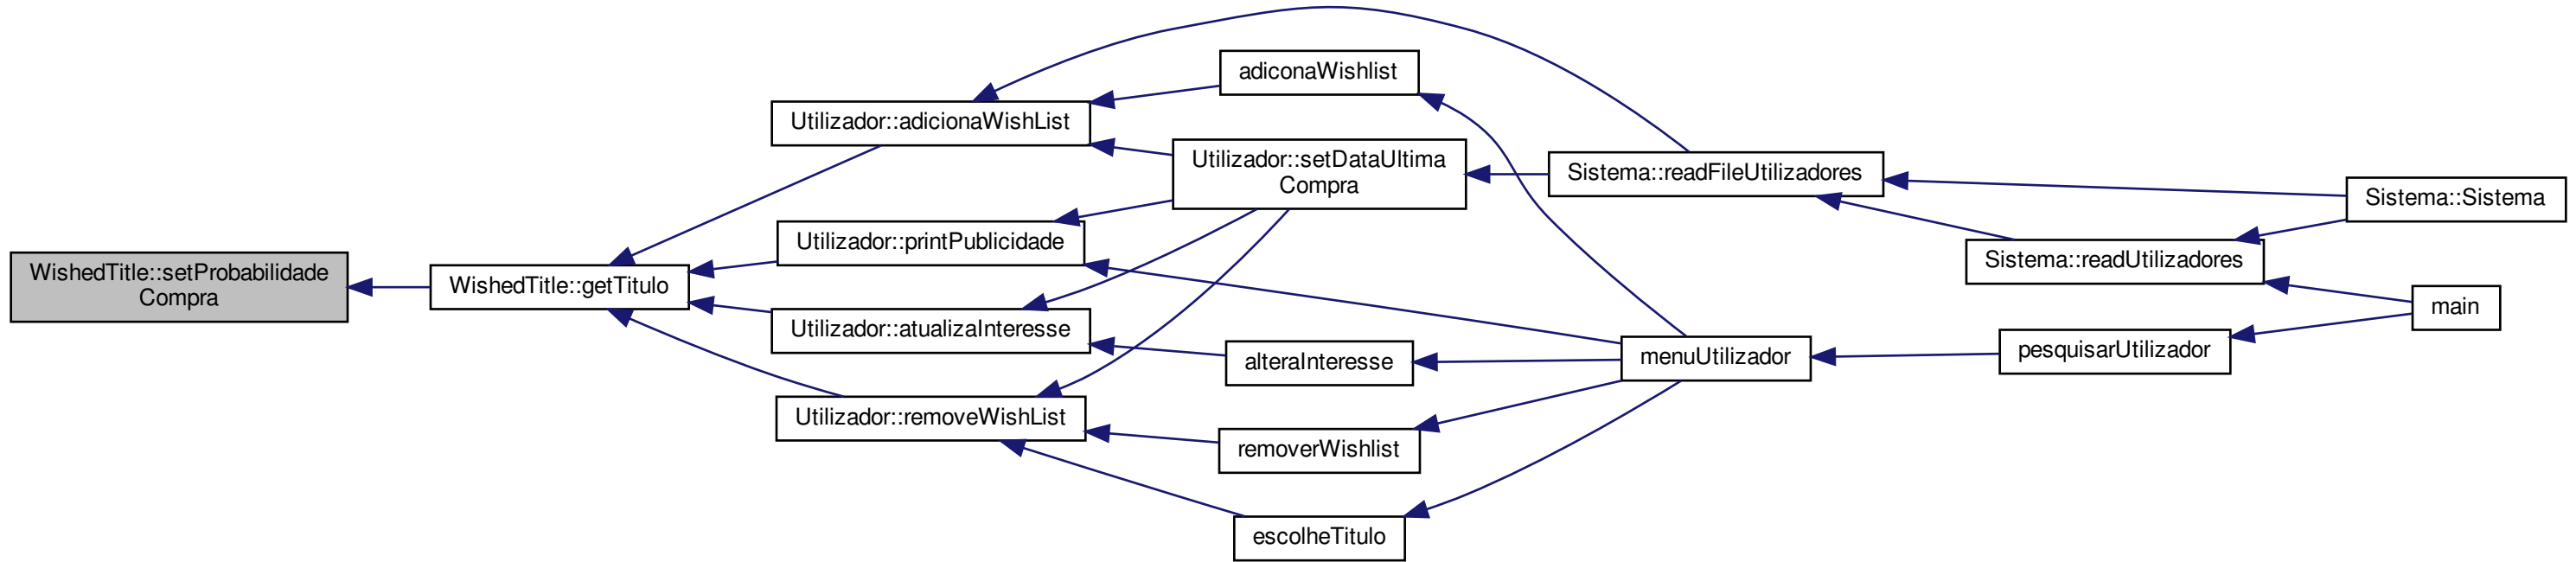 WishedTitle::setProbabilidade
Compra
WishedTitle::getTitulo
Utilizador::adicionaWishList
Utilizador::printPublicidade
Utilizador::atualizaInteresse
Utilizador::removeWishList
adiconaWishlist
Utilizador::setDataUltima
Compra
alteraInteresse
removerWishlist
escolheTitulo
Sistema::readFileUtilizadores
menuUtilizador
Sistema::readUtilizadores
pesquisarUtilizador
Sistema::Sistema
main